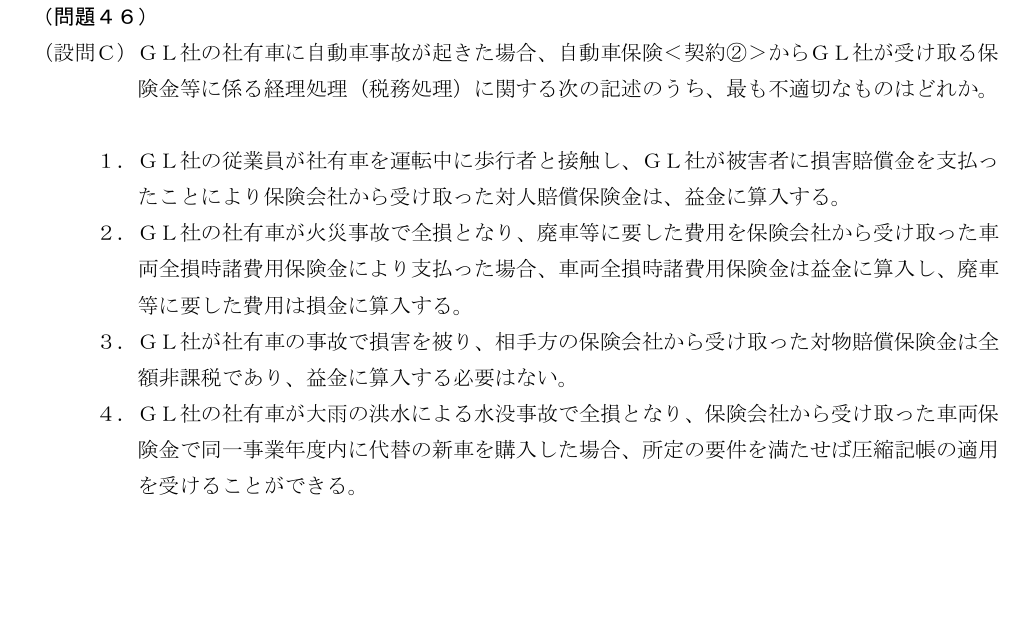 （問題４６）
（設問Ｃ）ＧＬ社の社有車に自動車事故が起きた場合、自動車保険＜契約②＞からＧＬ社が受け取る保
険金等に係る経理処理（税務処理）に関する次の記述のうち、最も不適切なものはどれか。
１．ＧＬ社の従業員が社有車を運転中に歩行者と接触し、ＧＬ社が被害者に損害賠償金を支払っ
たことにより保険会社から受け取った対人賠償保険金は、益金に算入する。
２．ＧＬ社の社有車が火災事故で全損となり、廃車等に要した費用を保険会社から受け取った車
両全損時諸費用保険金により支払った場合、車両全損時諸費用保険金は益金に算入し、廃車
等に要した費用は損金に算入する。
３．ＧＬ社が社有車の事故で損害を被り、相手方の保険会社から受け取った対物賠償保険金は全
額非課税であり、益金に算入する必要はない。
４．ＧＬ社の社有車が大雨の洪水による水没事故で全損となり、保険会社から受け取った車両保
険金で同一事業年度内に代替の新車を購入した場合、所定の要件を満たせば圧縮記帳の適用
を受けることができる。